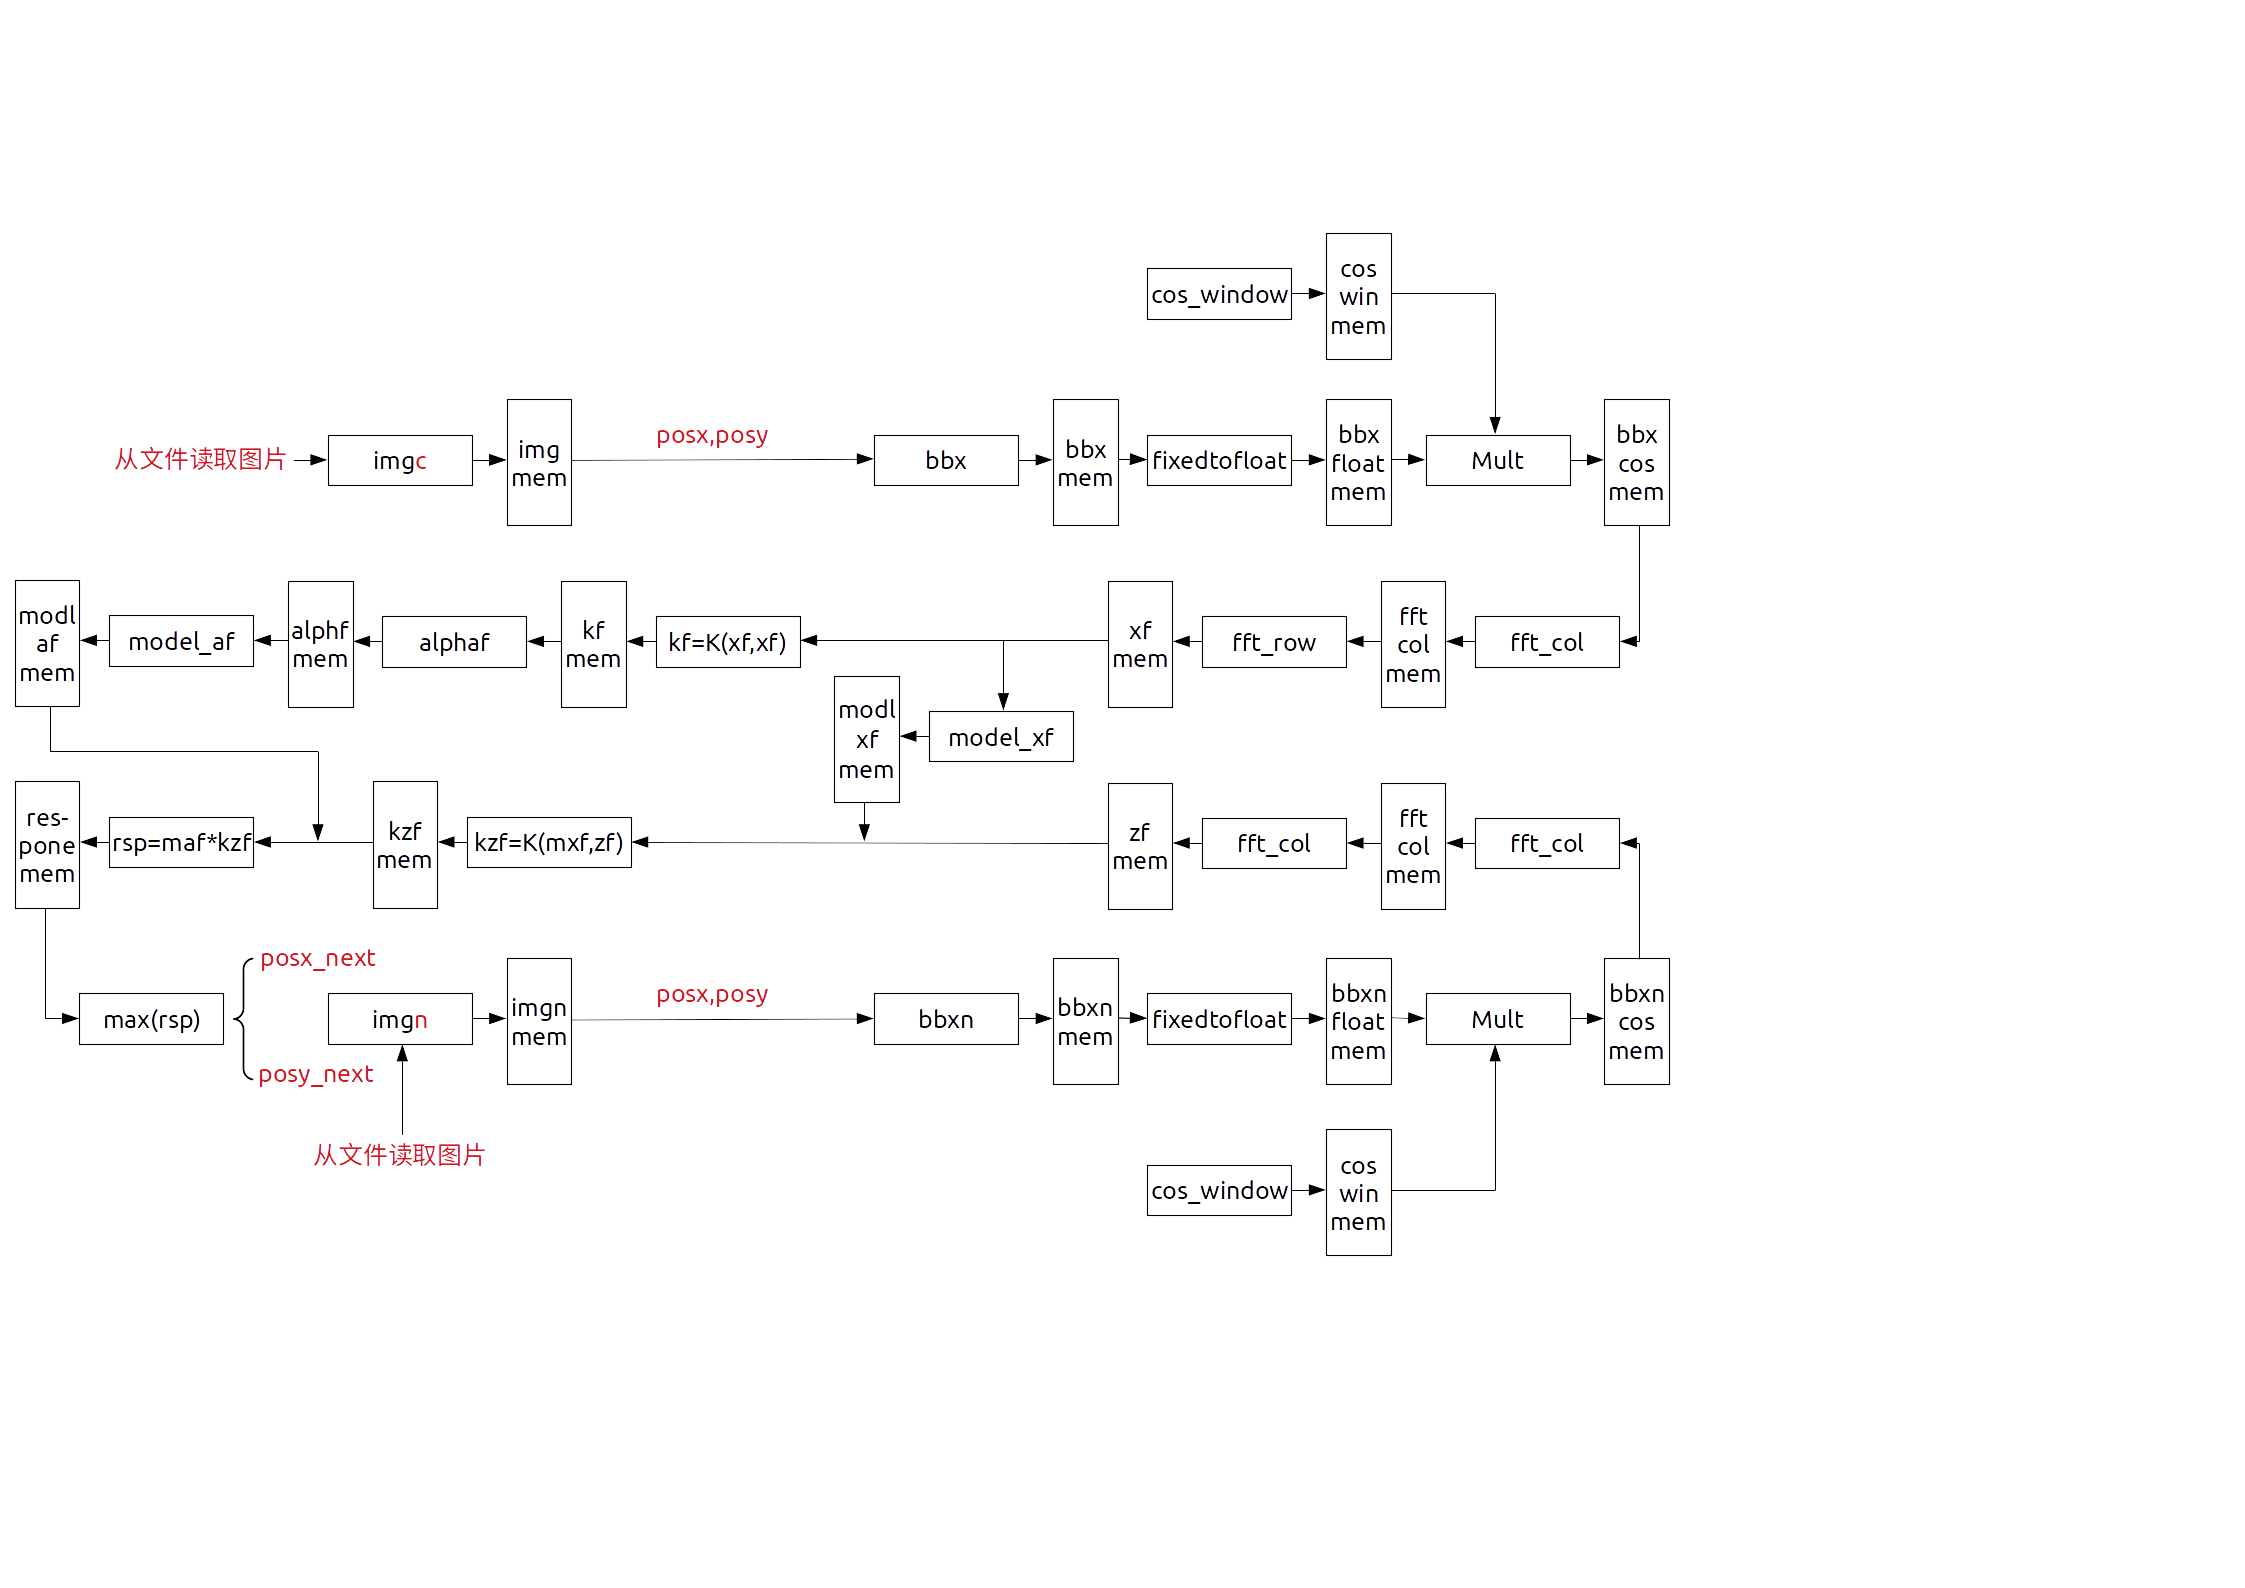 cos_window
cos
win
mem
从文件读取图片
imgc
img
mem
posx,posy
bbx
bbx
mem
fixedtofloat
bbx
float
mem
Mult
bbx
cos
mem
modl
af
mem
model_af
alphf
mem
alphaf
kf
mem
kf=K(xf,xf)
xf
mem
fft_row
fft
col
mem
fft_col
modl
xf
mem
model_xf
res-
pone
mem
rsp=maf*kzf
kzf
mem
kzf=K(mxf,zf)
zf
mem
fft_col
fft
col
mem
fft_col
max(rsp)
posx_next
posy_next
imgn
imgn
mem
posx,posy
bbxn
bbxn
mem
fixedtofloat
bbxn
float
mem
Mult
bbxn
cos
mem
从文件读取图片
cos_window
cos
win
mem